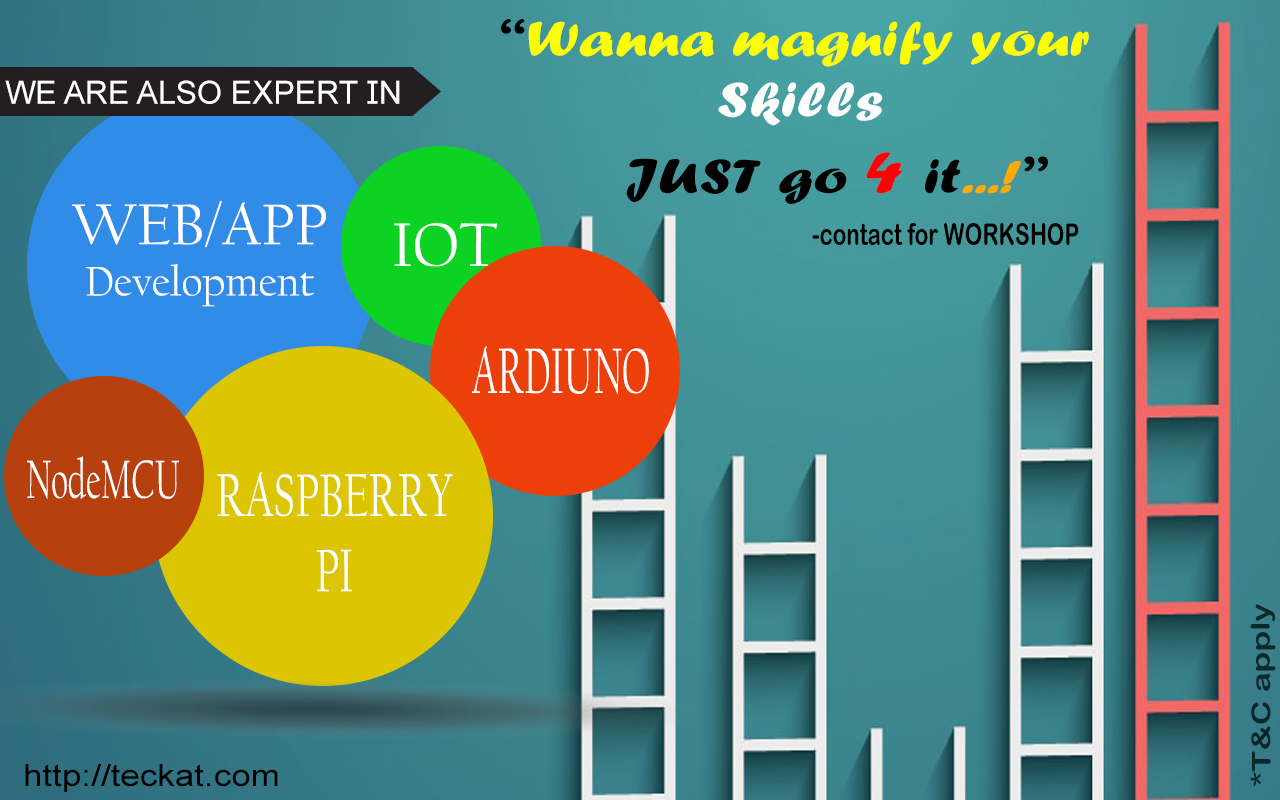 “Wanna magnify your
Skills
JUST go 4 it...!”
-contact for WORKSHOP
WE ARE ALSO EXPERT IN
WEB/APP
Development
IOT
ARDIUNO
NodeMCU
RASPBERRY
PI
http://teckat.com
*T&C apply